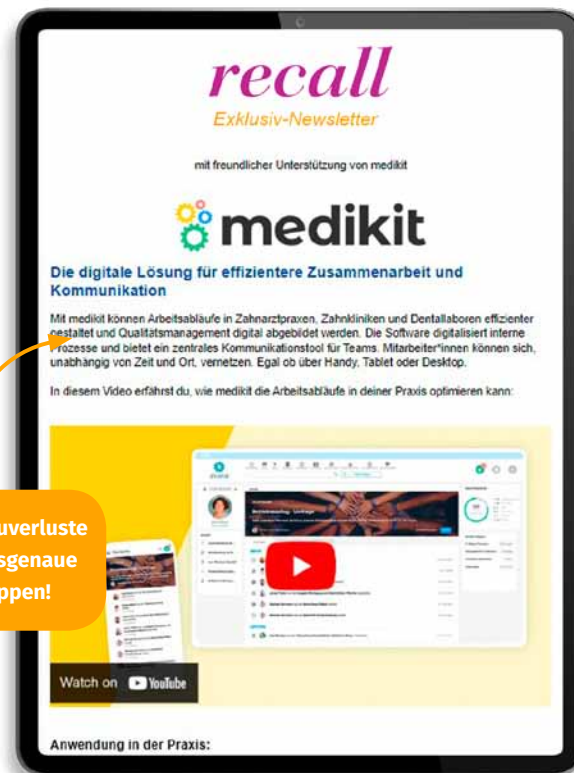 recall
Exklusiv-Newsletter
mit freundlicher Unterstützung von medikit
medikit
Die digitale Lösung für effizientere Zusammenarbeit und
Kommunikation
Mit medikit können Arbeitsabläufe in Zahnarztpraxen, Zahnkliniken und Dentallaboren effizienter
gestaltet und Qualitätsmanagement digital abgebildet werden. Die Software digitalisiert interne
Prozesse und bietet ein zentrales Kommunikationstool für Teams. Mitarbeiter*innen können sich,
unabhängig von Zeit und Ort, vernetzen. Egal ob über Handy, Tablet oder Desktop.
In diesem Video erfährst du, wie medikit die Arbeitsabläufe in deiner Praxis optimieren kann:
uverluste
sgenaue
ppen!
Watch on YouTube
Anwendung in der Praxis: